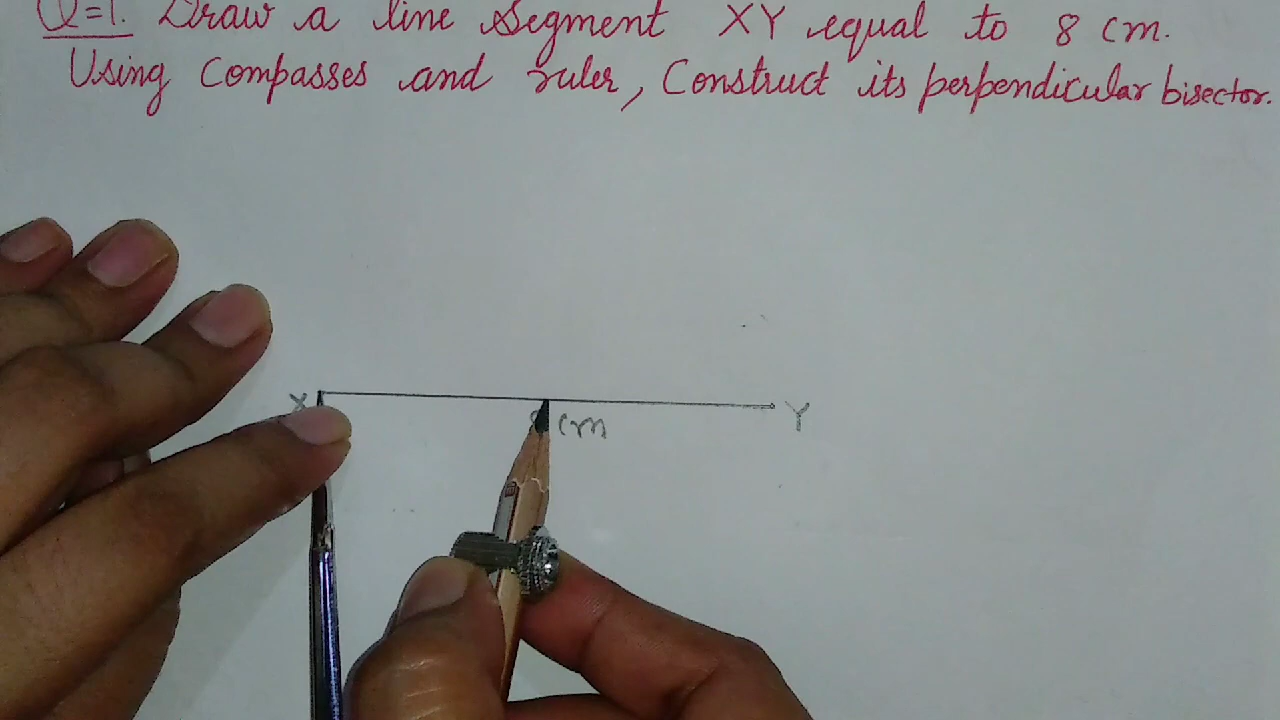 Q=1. Draw a line segment XY equal to 8 cm.
Using Compasses and ruler, Construct its perpendicular bisector.
X
Y
cm